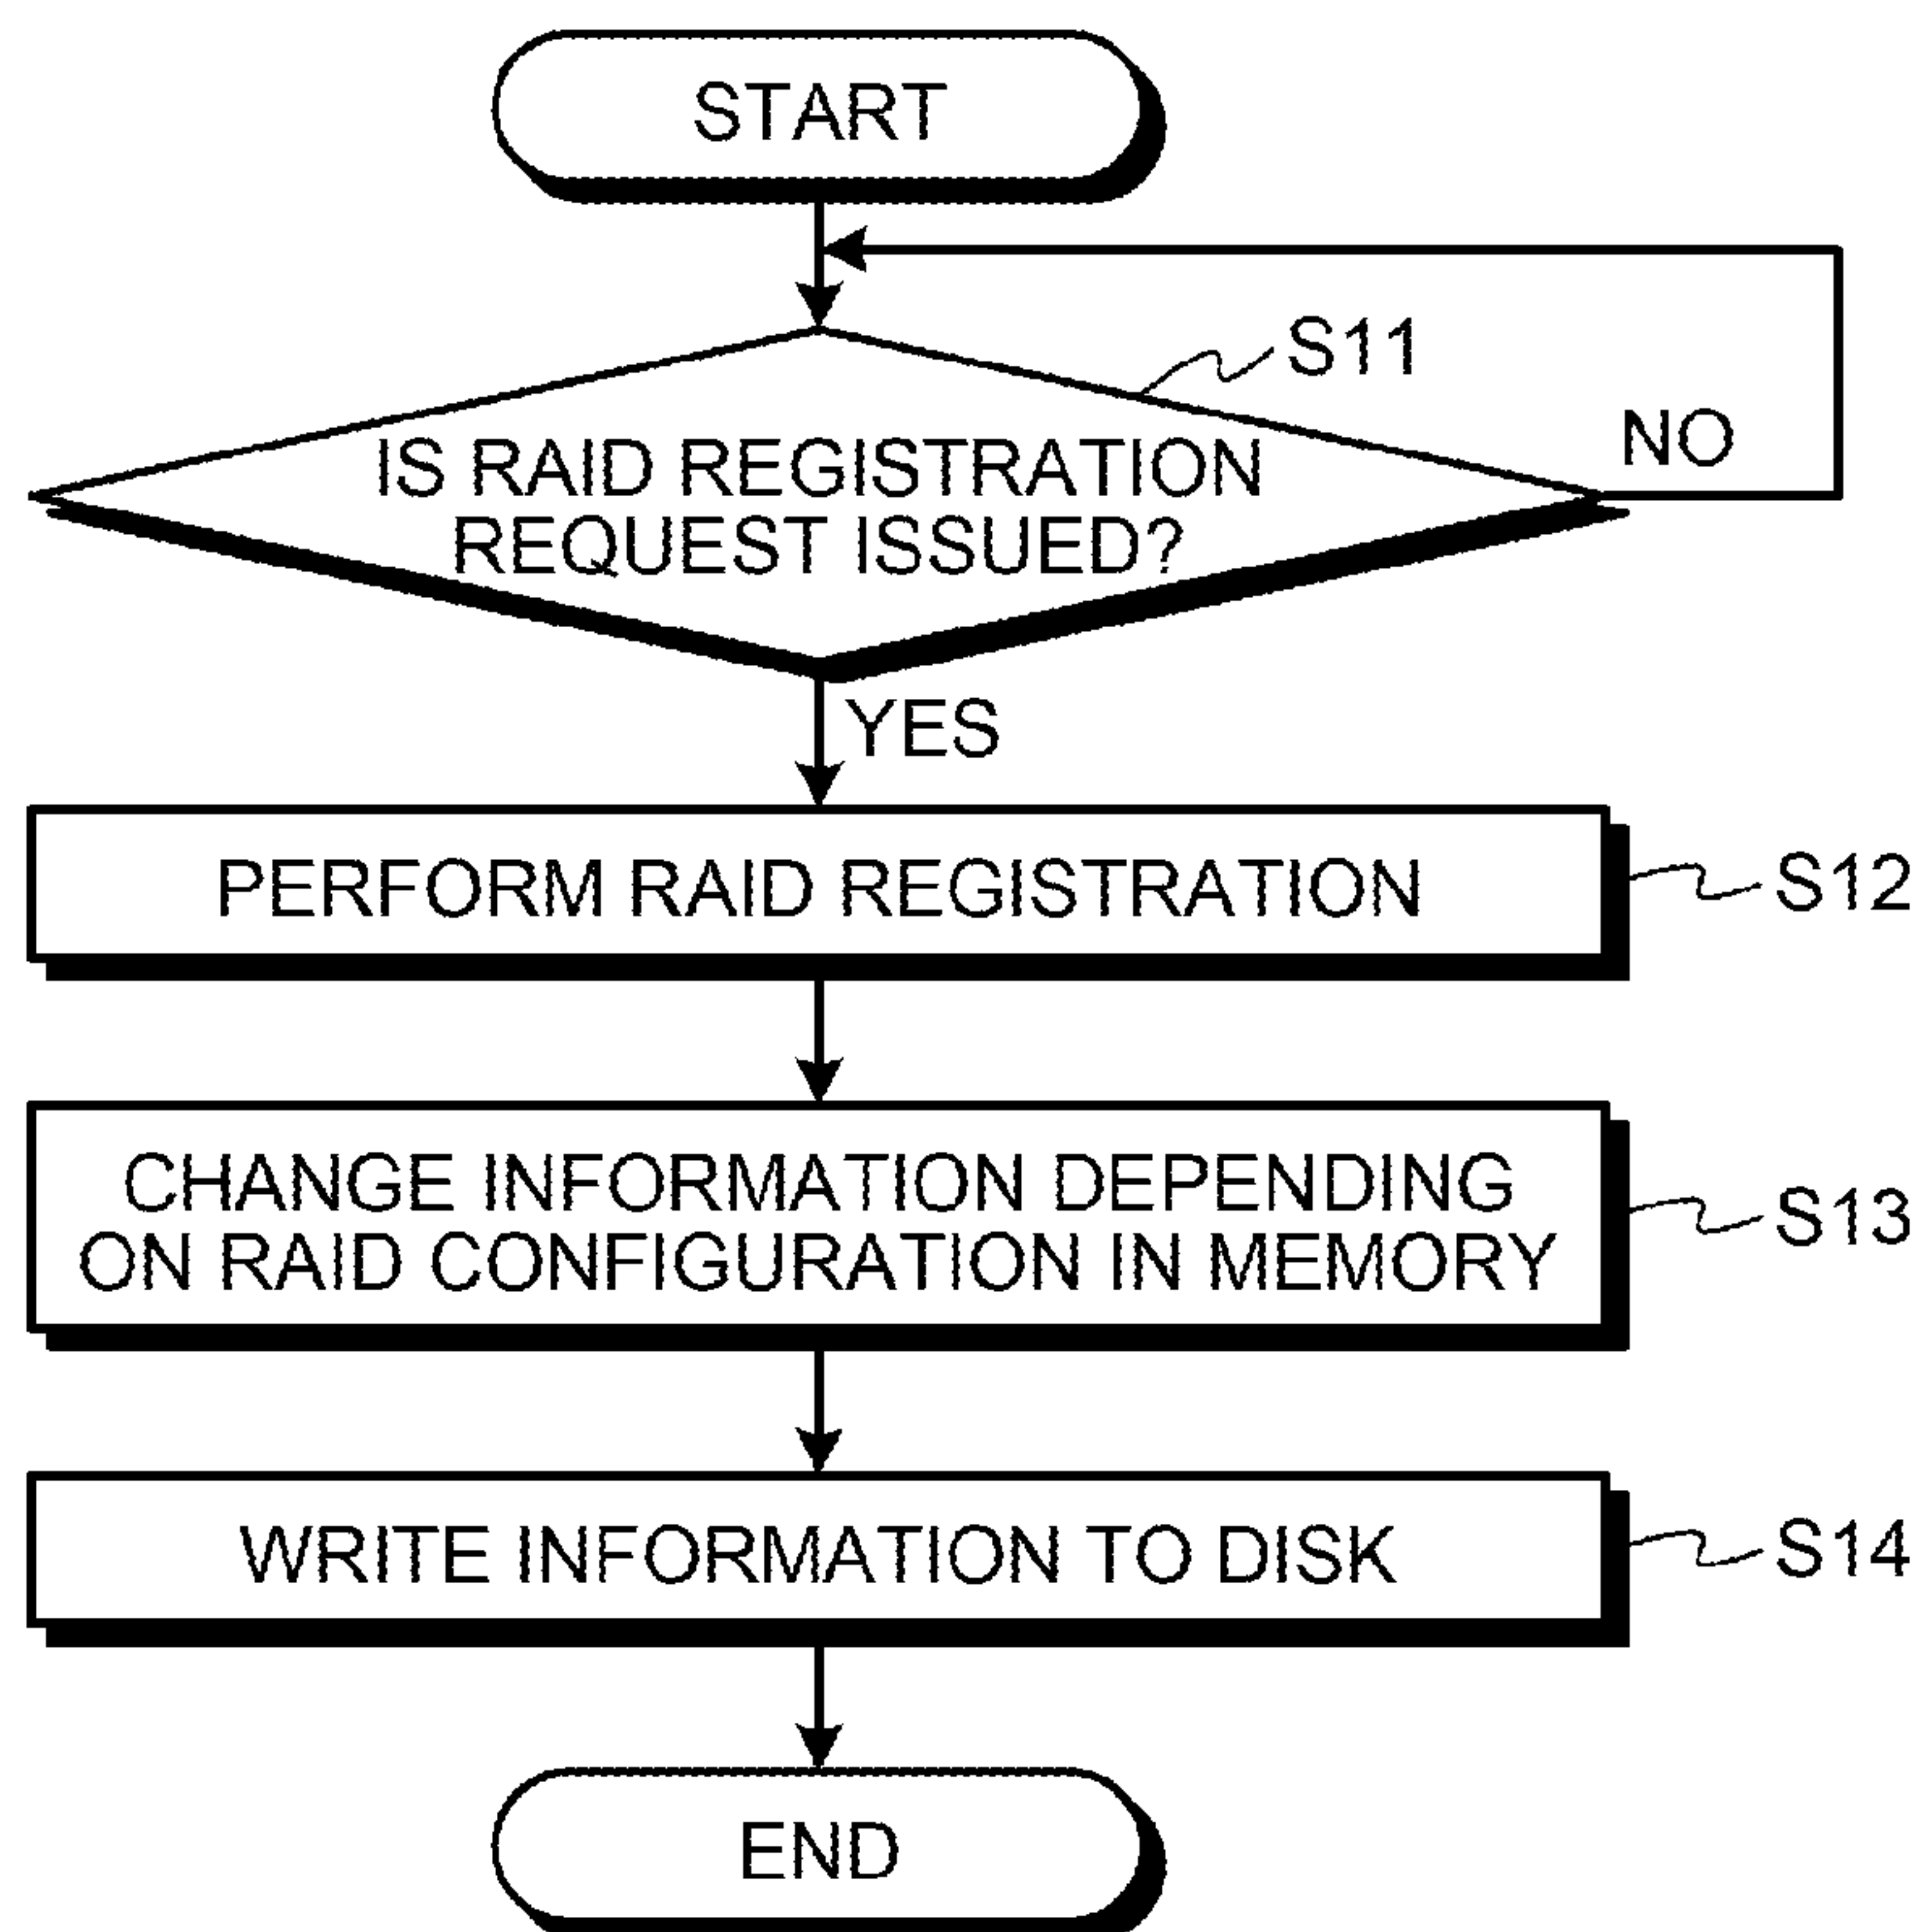 START
S11
NO
IS RAID REGISTRATION
REQUEST ISSUED?
YES
PERFORM RAID REGISTRATION
S12
CHANGE INFORMATION DEPENDING
ON RAID CONFIGURATION IN MEMORY
S13
WRITE INFORMATION TO DISK
S14
END